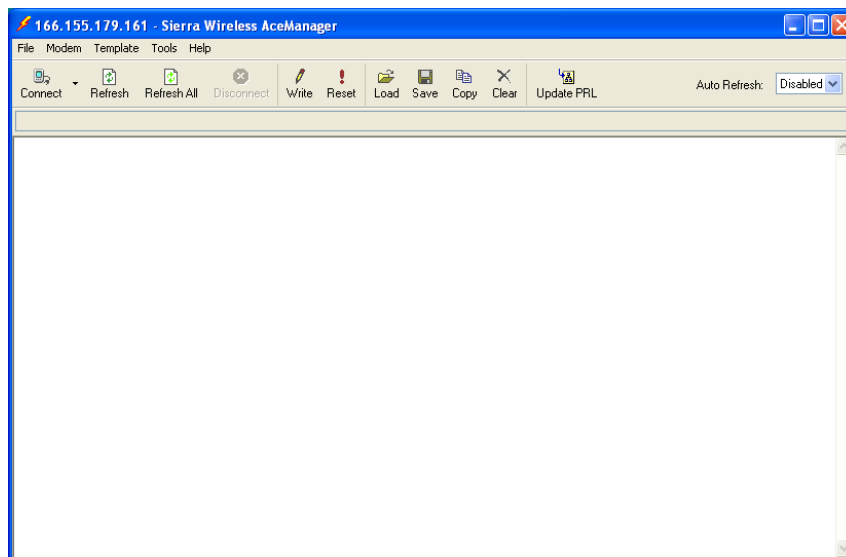 166.155.179.161 - Sierra Wireless AceManager
File Modem Template Tools Help
Connect Refresh Refresh All Disconnect Write Reset Load Save Copy Clear Update PRL Auto Refresh: Disabled